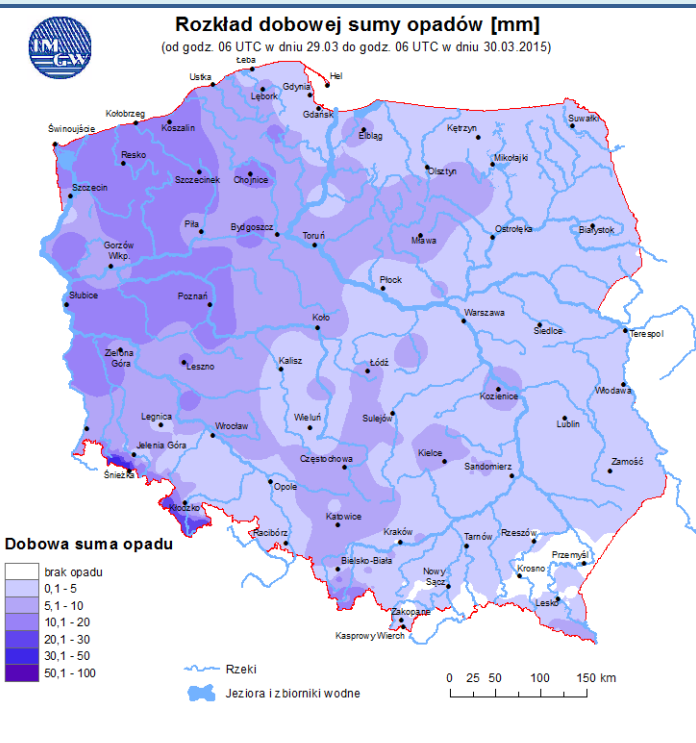 Rozkład dobowej sumy opadów [mm]
(od godz. 06 UTC w dniu 29.03 do godz. 06 UTC w dniu 30.03.2015)
IM
GW
Łeba
Hel
Ustka
Gdynia
Lębork
Gdańsk
Kołobrzeg
Koszalin
Świnoujście
Elbląg
Kętrzyn
Suwałki
Resko
Mikołajki
Szczecinek
Chojnice
Olsztyn
Szczecin
Piła
Bydgoszcz
Toruń
Mława
Ostrołęka
Białystok
Gorzów
Wlkp.
Płock
Słubice
Poznań
Koło
Warszawa
Siedlce
Terespol
Zielona
Góra
Leszno
Kalisz
Łódź
Kozienice
Włodawa
Legnica
Wrocław
Wieluń
Sulejów
Lublin
Jelenia Góra
Śnieżka
Częstochowa
Kielce
Sandomierz
Zamość
Opole
Kłodzko
Katowice
Racibórz
Kraków
Tarnów
Rzeszów
Przemyśl
Bielsko-Biała
Nowy
Sącz
Krosno
Lesko
Zakopane
Kasprowy Wierch
Dobowa suma opadu
brak opadu
0,1 - 5
5,1 - 10
10,1 - 20
20,1 - 30
30,1 - 50
50,1 - 100
Rzeki
Jeziora i zbiorniki wodne
0 25 50 100 150 km